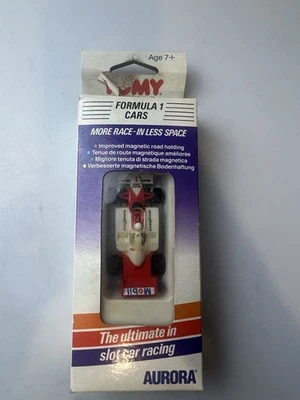 Age 7+
TOMY
FORMULA 1
CARS
MORE RACE-IN LESS SPACE
• Improved magnetic road holding
• Tenue de route magnétique améliorée
• Migliore tenuta di strada magnetica
• Verbesserte magnetische Bodenhaftung
Mobil
The ultimate in
slot car racing
AURORA